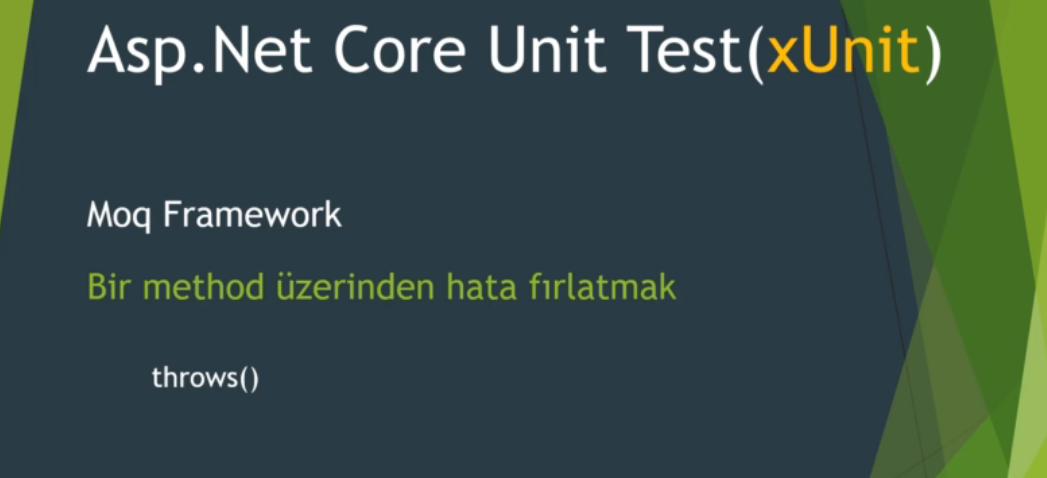 Asp.Net Core Unit Test(xUnit)
Moq Framework
Bir method üzerinden hata fırlatmak
throws()